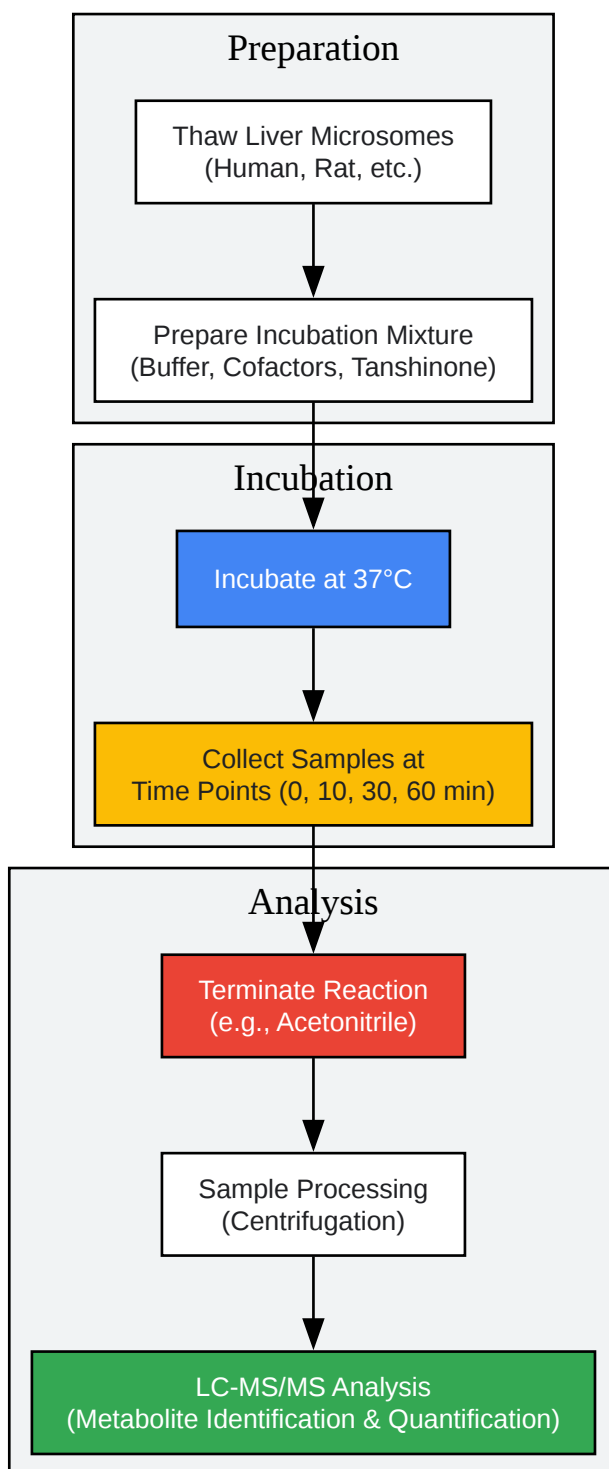 Preparation
Thaw Liver Microsomes
(Human, Rat, etc.)
Prepare Incubation Mixture
(Buffer, Cofactors, Tanshinone)
Incubation
Incubate at 37°C
Collect Samples at
Time Points (0, 10, 30, 60 min)
Analysis
Terminate Reaction
(e.g., Acetonitrile)
Sample Processing
(Centrifugation)
LC-MS/MS Analysis
(Metabolite Identification & Quantification)